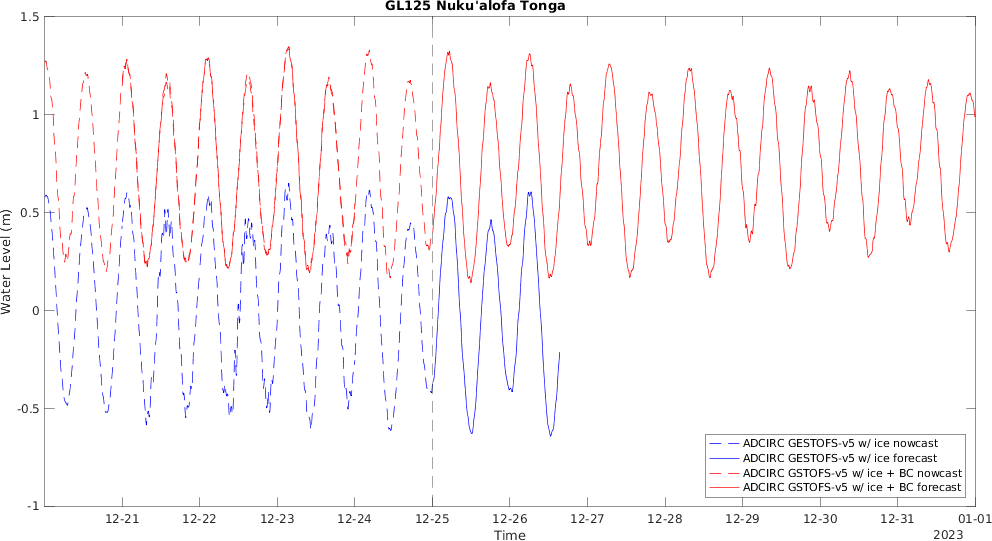 GL125 Nuku'alofa Tonga
1.5
1
0.5
0
-0.5
-1
Water Level (m)
12-21 12-22 12-23 12-24 12-25 12-26 12-27 12-28 12-29 12-30 12-31 01-01
Time
2023
ADCIRC GESTOFS-v5 w/ ice nowcast
ADCIRC GESTOFS-v5 w/ ice forecast
ADCIRC GSTOFS-v5 w/ ice + BC nowcast
ADCIRC GSTOFS-v5 w/ ice + BC forecast